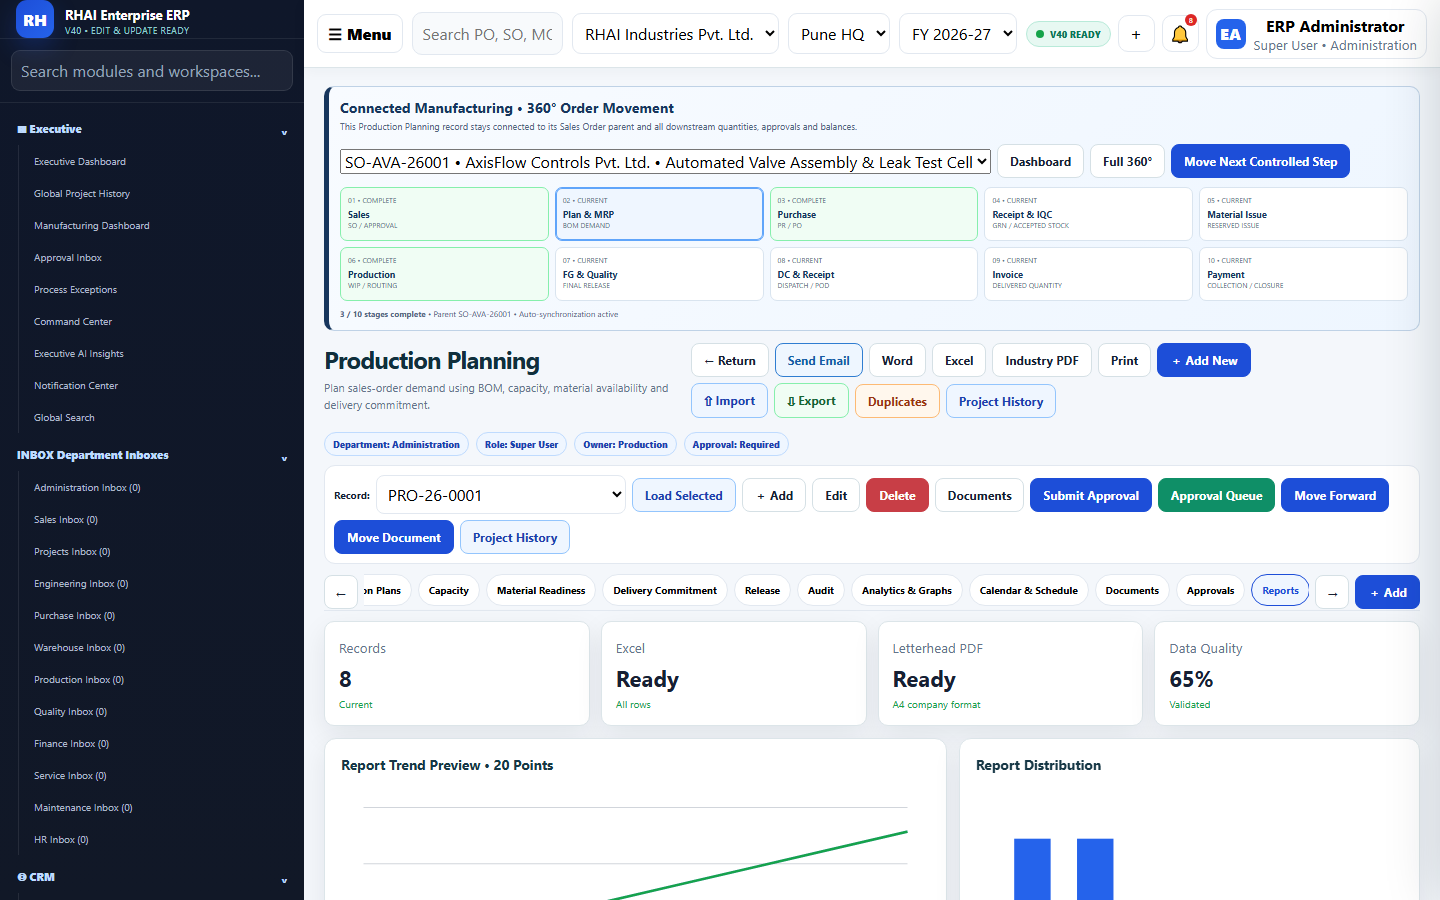 RH
RHAI Enterprise ERP
V40 • EDIT & UPDATE READY
Search modules and workspaces...
Executive
Executive Dashboard
Global Project History
Manufacturing Dashboard
Approval Inbox
Process Exceptions
Command Center
Executive AI Insights
Notification Center
Global Search
INBOX Department Inboxes
Administration Inbox (0)
Sales Inbox (0)
Projects Inbox (0)
Engineering Inbox (0)
Purchase Inbox (0)
Warehouse Inbox (0)
Production Inbox (0)
Quality Inbox (0)
Finance Inbox (0)
Service Inbox (0)
Maintenance Inbox (0)
HR Inbox (0)
CRM
☰ Menu
Search PO, SO, MO
RHAI Industries Pvt. Ltd.
Pune HQ
FY 2026-27
V40 READY
+
8
EA
ERP Administrator
Super User • Administration
Connected Manufacturing • 360° Order Movement
This Production Planning record stays connected to its Sales Order parent and all downstream quantities, approvals and balances.
SO-AVA-26001 • AxisFlow Controls Pvt. Ltd. • Automated Valve Assembly & Leak Test Cell
Dashboard
Full 360°
Move Next Controlled Step
01 • COMPLETE
Sales
SO / APPROVAL
02 • CURRENT
Plan & MRP
BOM DEMAND
03 • COMPLETE
Purchase
PR / PO
04 • CURRENT
Receipt & IQC
GRN / ACCEPTED STOCK
05 • CURRENT
Material Issue
RESERVED ISSUE
06 • COMPLETE
Production
WIP / ROUTING
07 • CURRENT
FG & Quality
FINAL RELEASE
08 • CURRENT
DC & Receipt
DISPATCH / POD
09 • CURRENT
Invoice
DELIVERED QUANTITY
10 • CURRENT
Payment
COLLECTION / CLOSURE
3 / 10 stages complete • Parent SO-AVA-26001 • Auto-synchronization active
Production Planning
Plan sales-order demand using BOM, capacity, material availability and
delivery commitment.
← Return
Send Email
Word
Excel
Industry PDF
Print
+ Add New
⇧ Import
⇩ Export
Duplicates
Project History
Department: Administration
Role: Super User
Owner: Production
Approval: Required
Record:
PRO-26-0001
Load Selected
+ Add
Edit
Delete
Documents
Submit Approval
Approval Queue
Move Forward
Move Document
Project History
←
on Plans
Capacity
Material Readiness
Delivery Commitment
Release
Audit
Analytics & Graphs
Calendar & Schedule
Documents
Approvals
Reports
→
+ Add
Records
8
Current
Excel
Ready
All rows
Letterhead PDF
Ready
A4 company format
Data Quality
65%
Validated
Report Trend Preview • 20 Points
Report Distribution